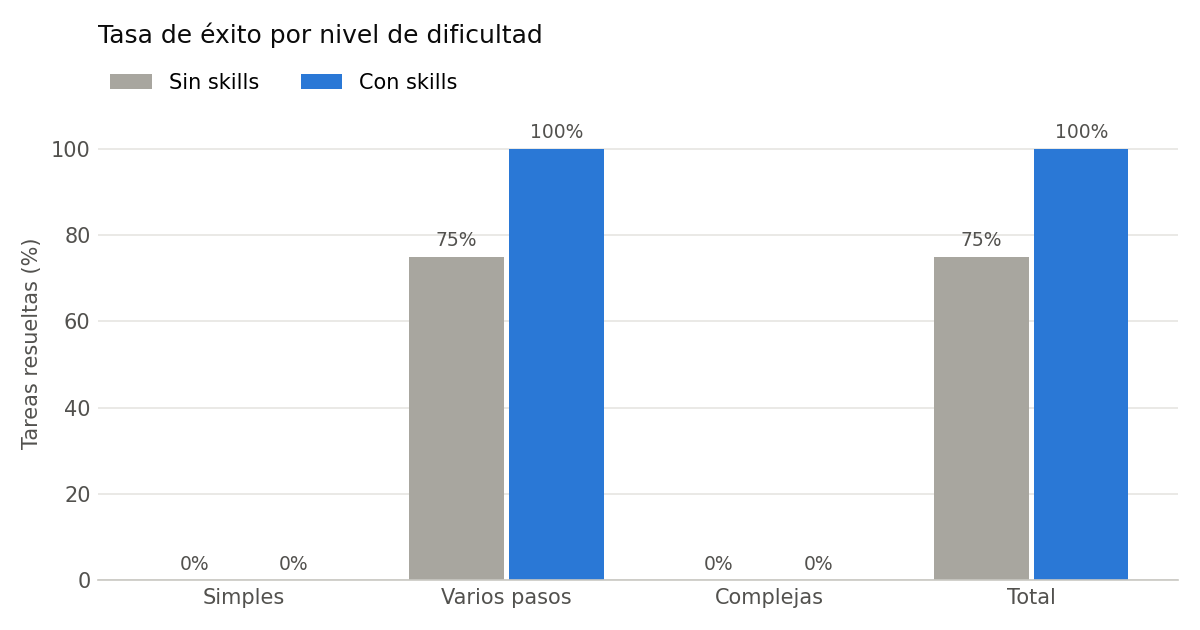 Tasa de éxito por nivel de dificultad
Sin skills Con skills
100% 100%
100
80
75% 75%
Tareas resueltas (%)
60
40
20
0% 0% 0% 0%
0
Simples Varios pasos Complejas Total